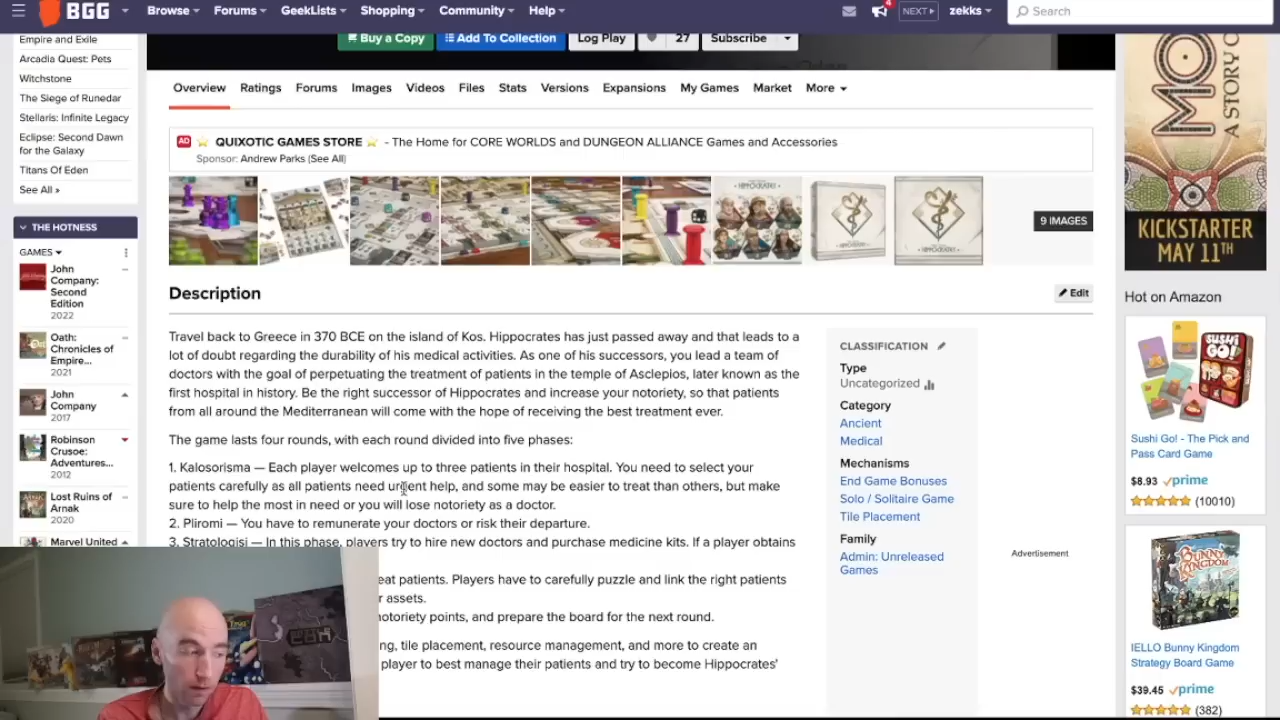 BGG
Browse
Forums
GeekLists
Shopping
Community
Help
4
NEXT
zekks
Search
Buy a Copy
Add To Collection
Log Play
27
Subscribe
Empire and Exile
Arcadia Quest: Pets
Witchstone
The Siege of Runedar
Stellaris: Infinite Legacy
Eclipse: Second Dawn
for the Galaxy
Titans Of Eden
See All »
THE HOTNESS
GAMES
John
Company:
Second
Edition
2022
Oath:
Chronicles of
Empire...
2021
John
Company
2017
Robinson
Crusoe:
Adventures...
2012
Lost Ruins of
Arnak
2020
Marvel United
Overview
Ratings
Forums
Images
Videos
Files
Stats
Versions
Expansions
My Games
Market
More
AD QUIXOTIC GAMES STORE - The Home for CORE WORLDS and DUNGEON ALLIANCE Games and Accessories
Sponsor: Andrew Parks (See All)
HIPPOCRATES
9 IMAGES
Description
Edit
Travel back to Greece in 370 BCE on the island of Kos. Hippocrates has just passed away and that leads to a
lot of doubt regarding the durability of his medical activities. As one of his successors, you lead a team of
doctors with the goal of perpetuating the treatment of patients in the temple of Asclepios, later known as the
first hospital in history. Be the right successor of Hippocrates and increase your notoriety, so that patients
from all around the Mediterranean will come with the hope of receiving the best treatment ever.
The game lasts four rounds, with each round divided into five phases:
1. Kalosorisma — Each player welcomes up to three patients in their hospital. You need to select your
patients carefully as all patients need urgent help, and some may be easier to treat than others, but make
sure to help the most in need or you will lose notoriety as a doctor.
2. Pliromi — You have to remunerate your doctors or risk their departure.
3. Stratologisi — In this phase, players try to hire new doctors and purchase medicine kits. If a player obtains
eat patients. Players have to carefully puzzle and link the right patients
r assets.
notoriety points, and prepare the board for the next round.
ng, tile placement, resource management, and more to create an
player to best manage their patients and try to become Hippocrates'
CLASSIFICATION
Type
Uncategorized
Category
Ancient
Medical
Mechanisms
End Game Bonuses
Solo / Solitaire Game
Tile Placement
Family
Admin: Unreleased
Games
Advertisement
A STORY
KICKSTARTER
MAY 11TH
Hot on Amazon
SUSHI GO!
Sushi Go! - The Pick and
Pass Card Game
$8.93 prime
(10010)
BUNNY KINGDOM
IELLO Bunny Kingdom
Strategy Board Game
$39.45 prime
(382)